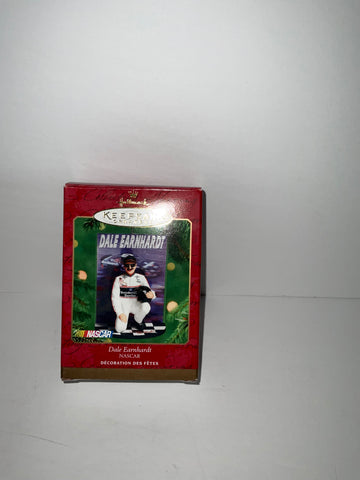 Hallmark
KEEPSAKE
DALE EARNHARDT
NASCAR
Dale Earnhardt
NASCAR
DÉCORATION DES FÊTES